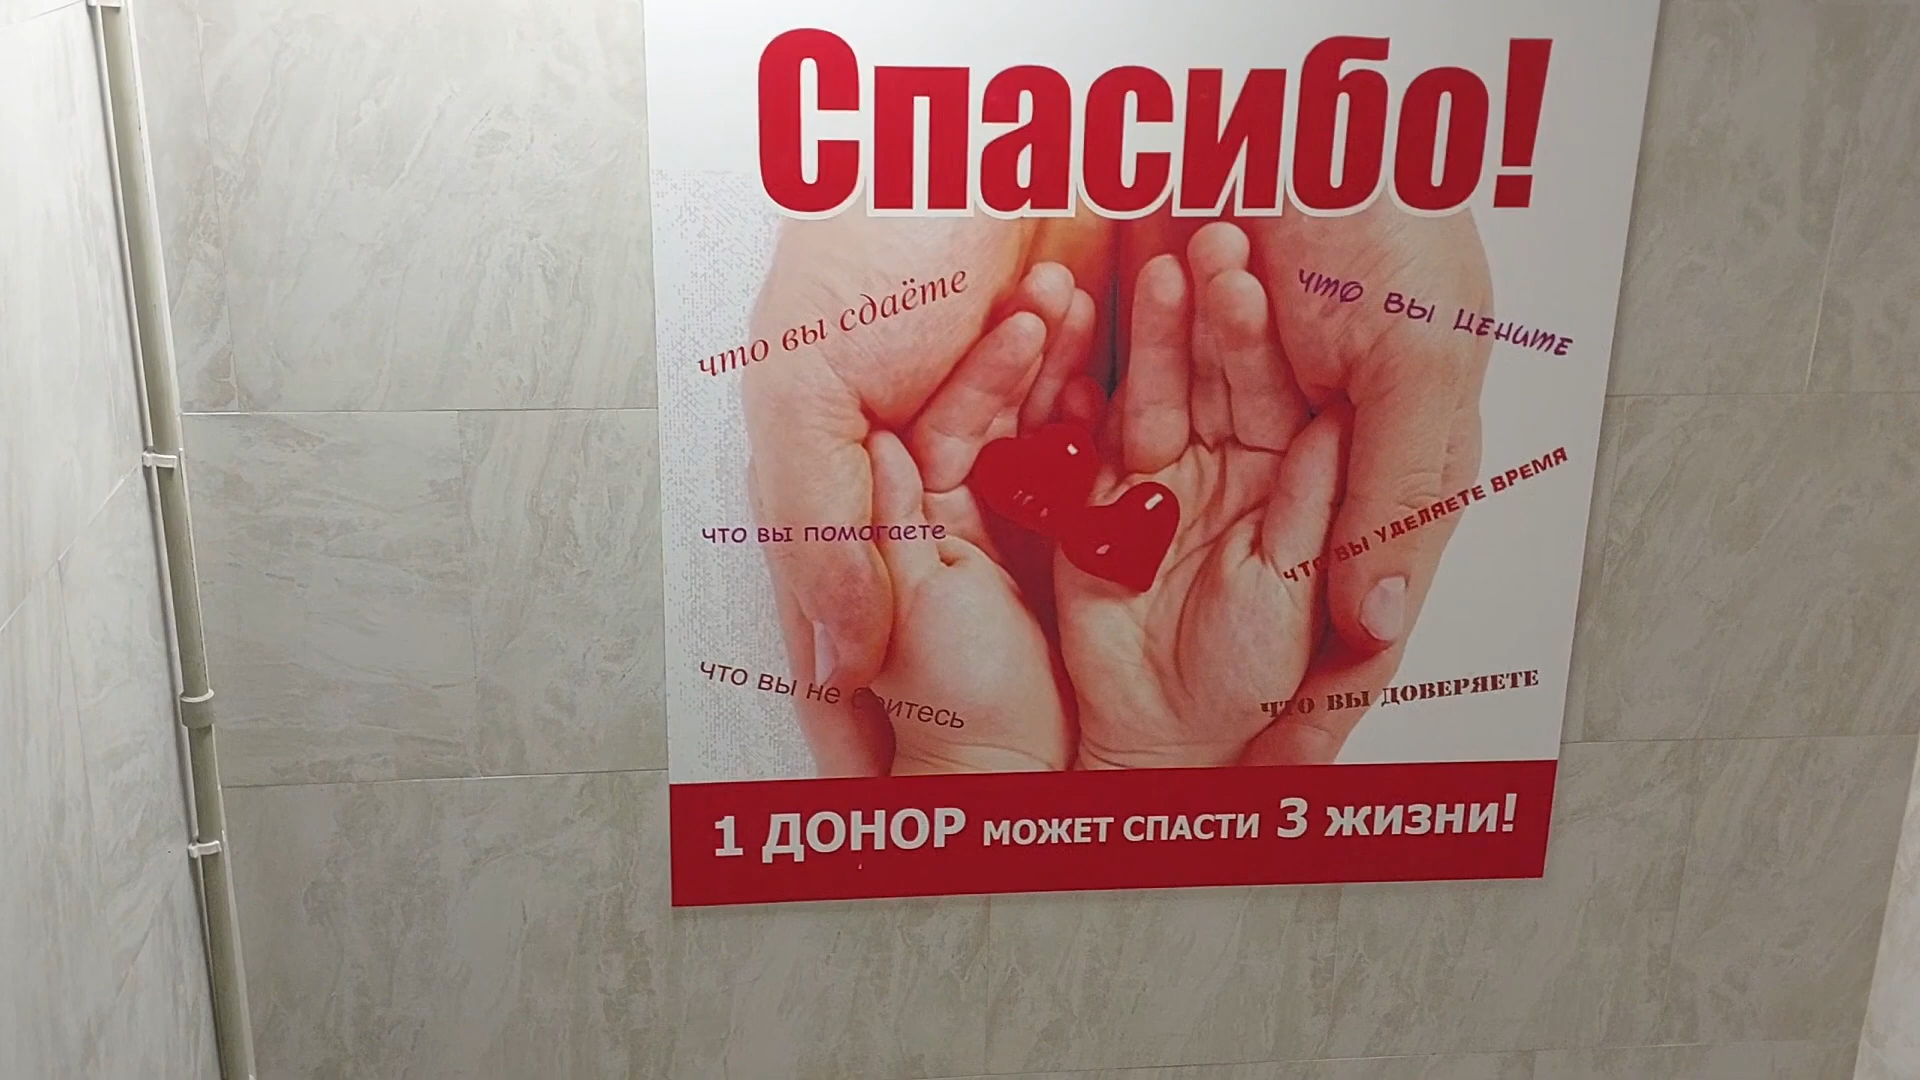 Спасибо!
что вы сдаёте
что вы цените
что вы помогаете
что вы уделяете время
что вы не боитесь
что вы доверяете
1 ДОНОР МОЖЕТ СПАСТИ 3 ЖИЗНИ!